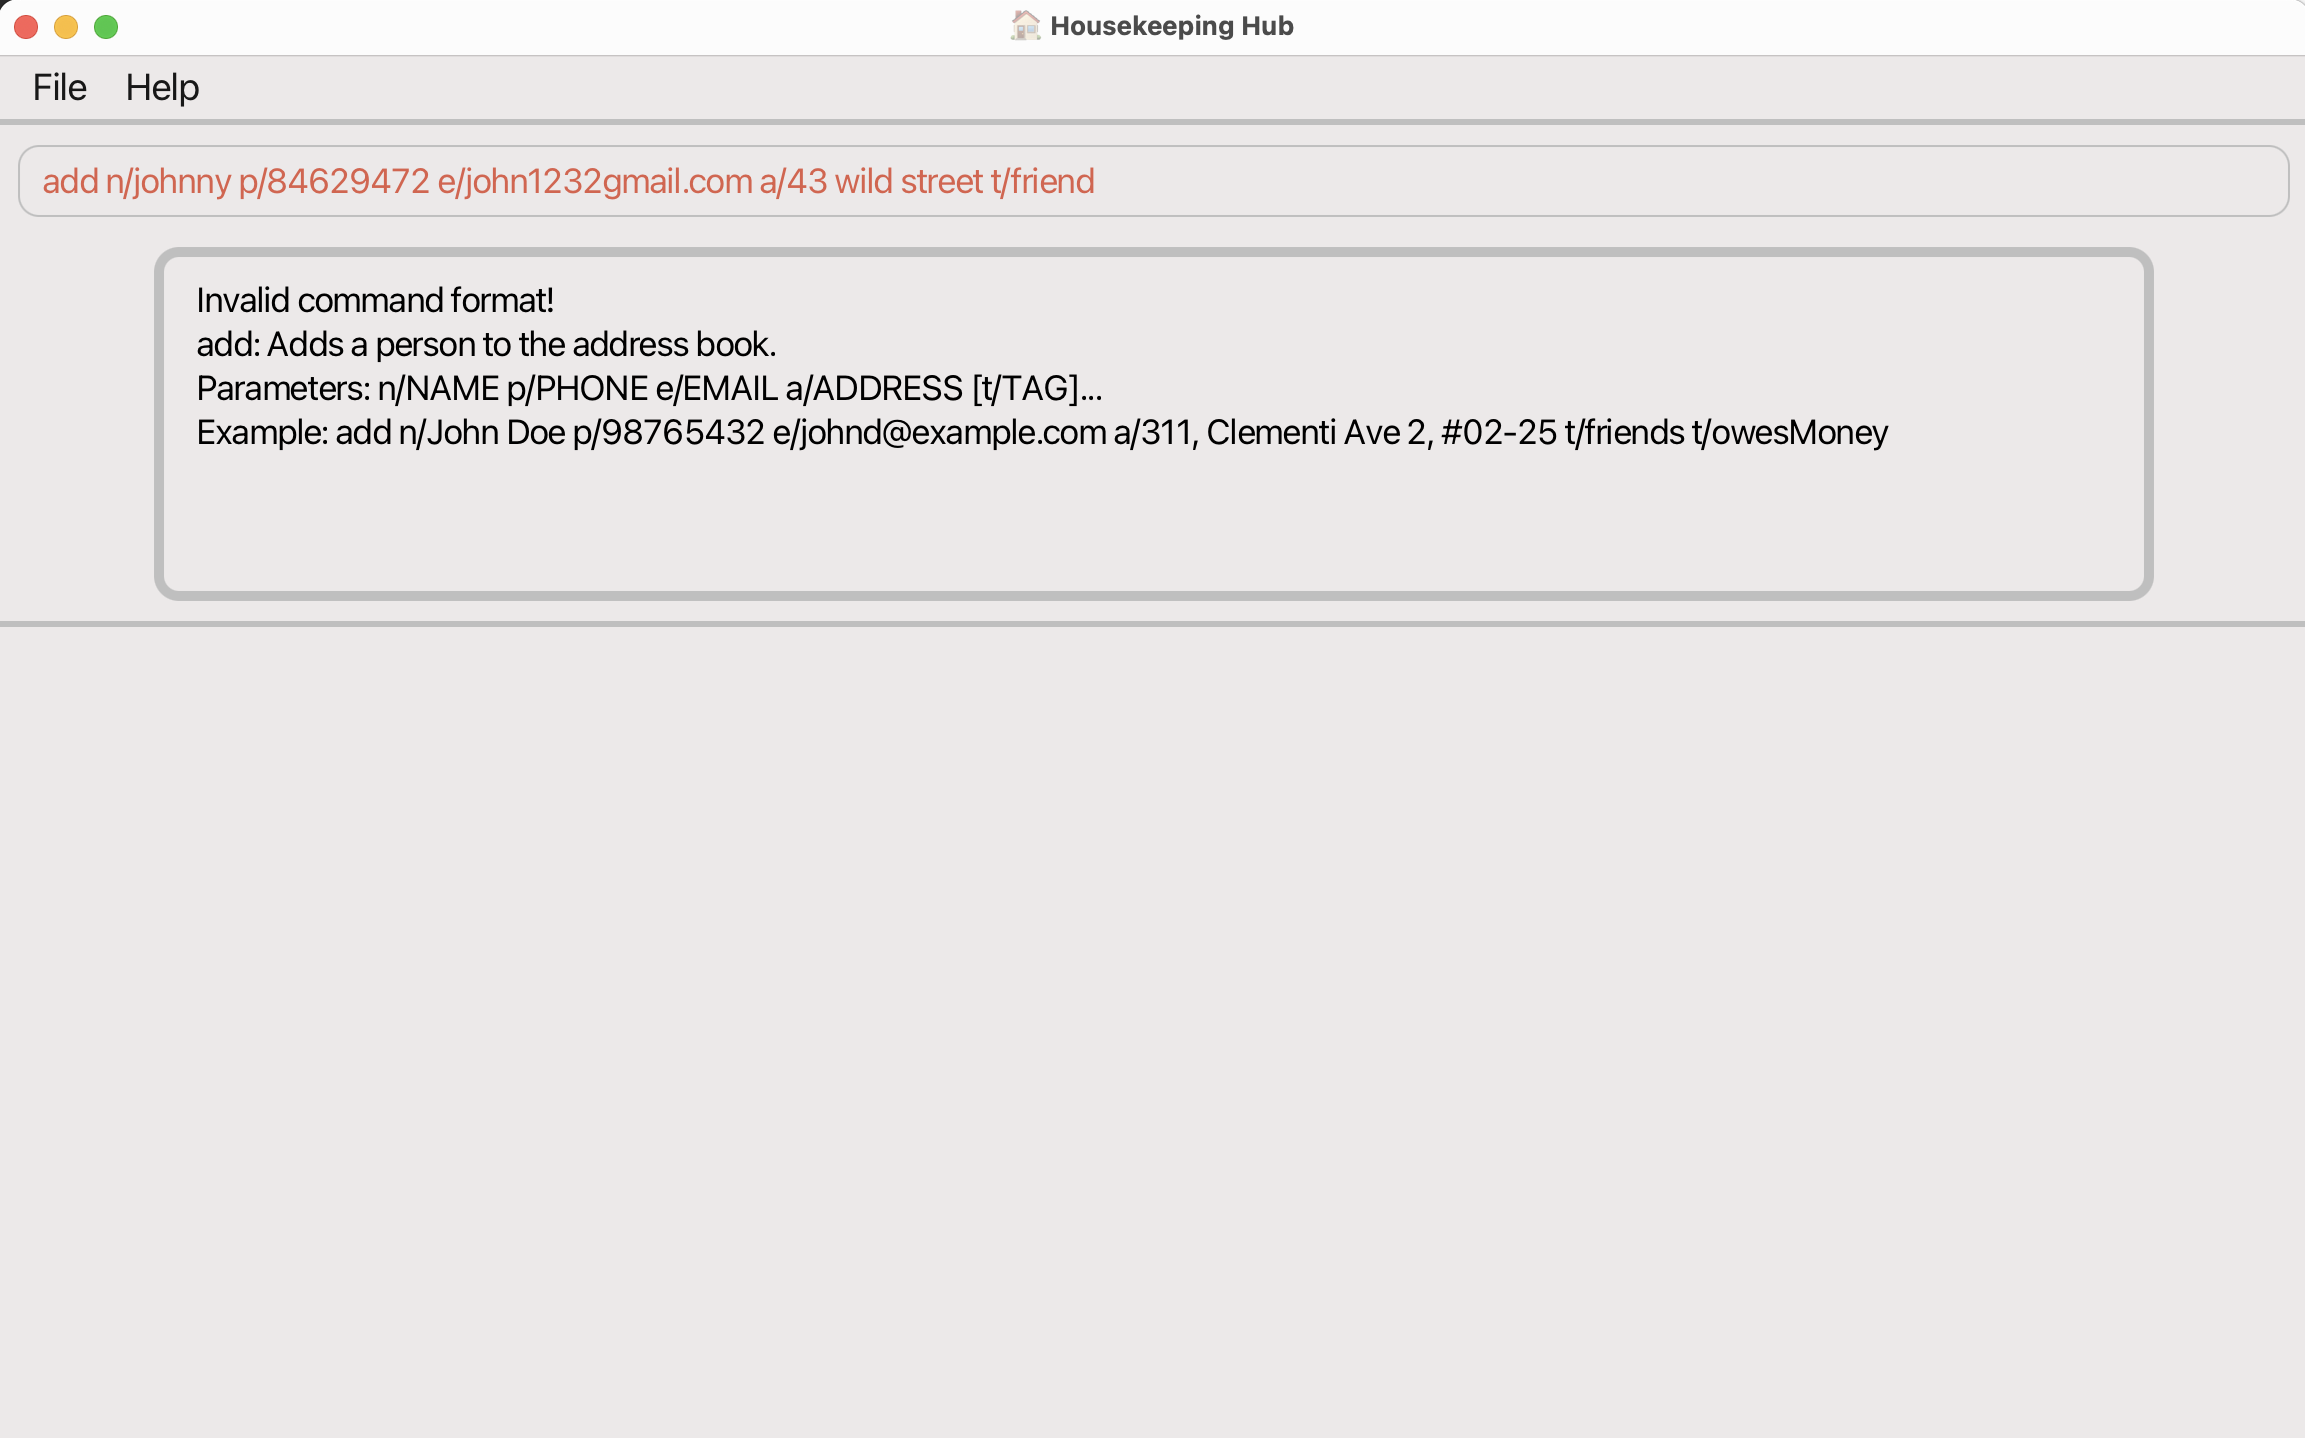 Housekeeping Hub
File Help
add n/johnny p/84629472 e/john1232gmail.com a/43 wild street t/friend
Invalid command format!
add: Adds a person to the address book.
Parameters: n/NAME p/PHONE e/EMAIL a/ADDRESS [t/TAG]...
Example: add n/John Doe p/98765432 e/johnd@example.com a/311, Clementi Ave 2, #02-25 t/friends t/owesMoney